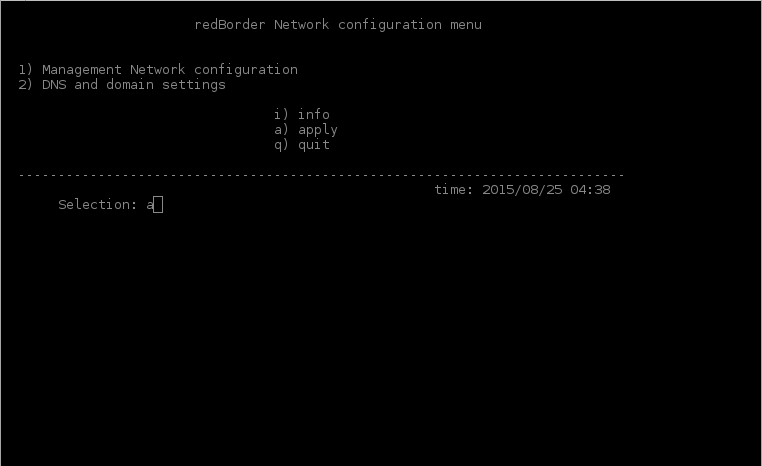 redBorder Network configuration menu
1) Management Network configuration
2) DNS and domain settings
i) info
a) apply
q) quit
----------------------------------------------------------------------------
time: 2015/08/25 04:38
Selection: a